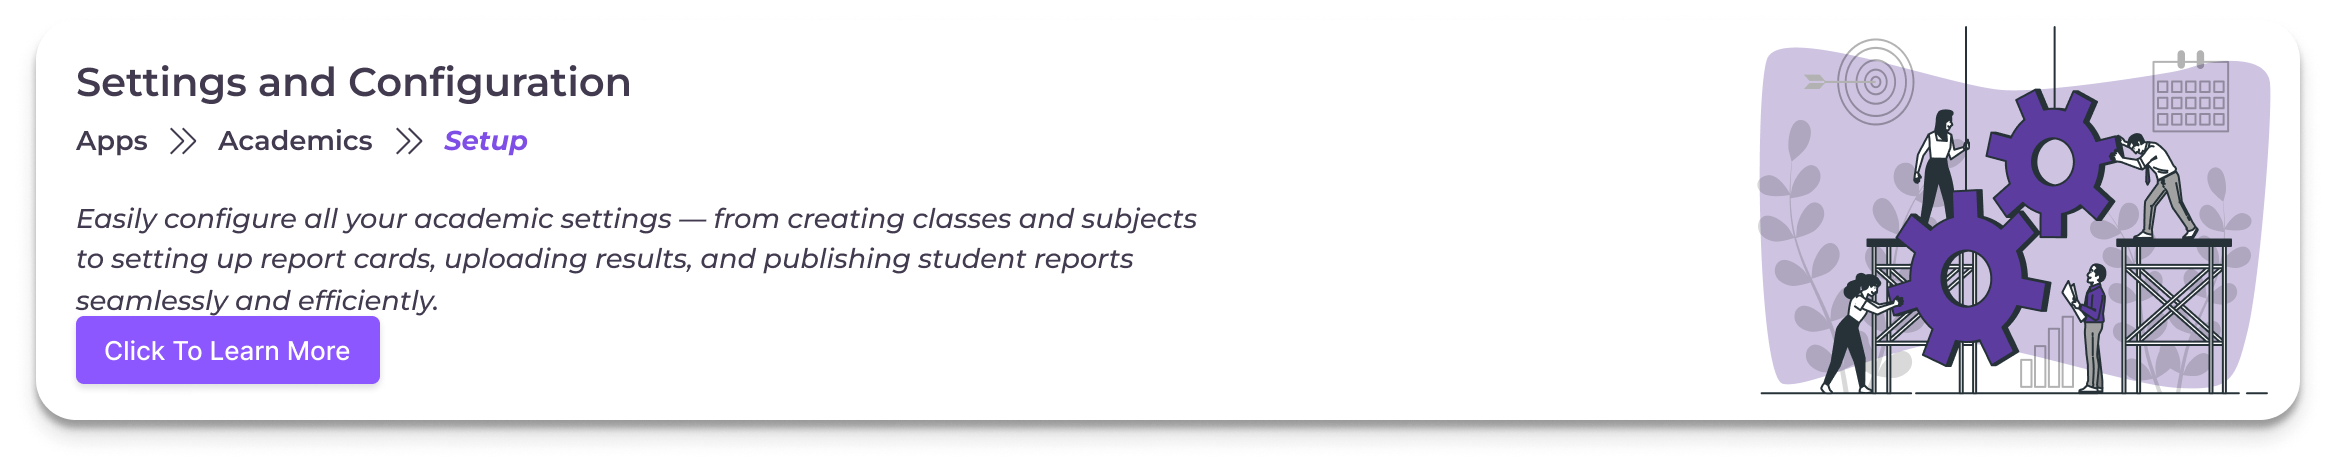 Settings and Configuration
Apps Academics Setup
Easily configure all your academic settings — from creating classes and subjects
to setting up report cards, uploading results, and publishing student reports
seamlessly and efficiently.
Click To Learn More